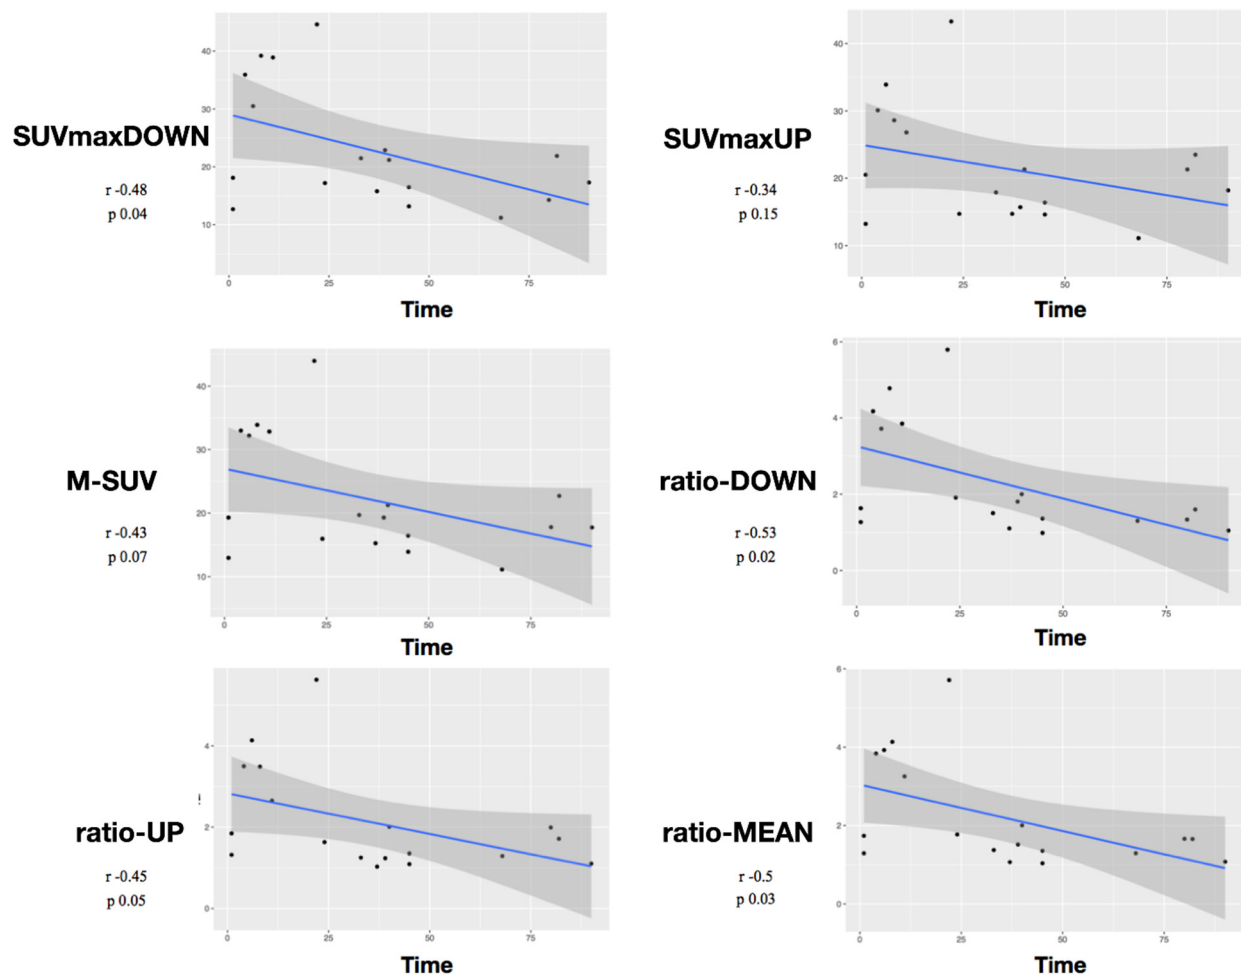 SUVmaxDOWN
r -0.48
p 0.04
40
30
20
10
0
25
50
75
Time
SUVmaxUP
r -0.34
p 0.15
40
30
20
10
0
25
50
75
Time
M-SUV
r -0.43
p 0.07
40
30
20
10
0
25
50
75
Time
ratio-DOWN
r -0.53
p 0.02
6
4
2
0
0
25
50
75
Time
ratio-UP
r -0.45
p 0.05
4
2
0
0
25
50
75
Time
ratio-MEAN
r -0.5
p 0.03
6
4
2
0
0
25
50
75
Time